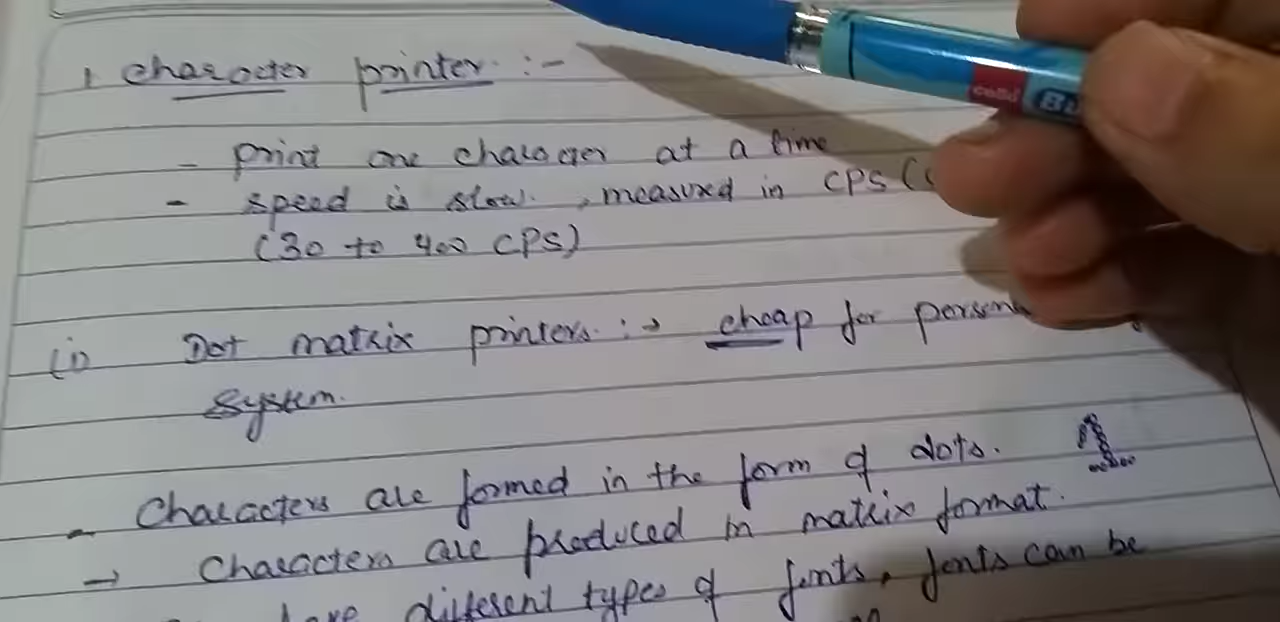 1 character printer :-
- print one character at a time
- speed is slow , measured in CPS (
(30 to 400 CPS)
(i) Dot matrix printers :→ cheap for
system.
- Characters are formed in the form of dots.
→ Characters are produced in matrix format.
different types of fonts, fonts can be
cello